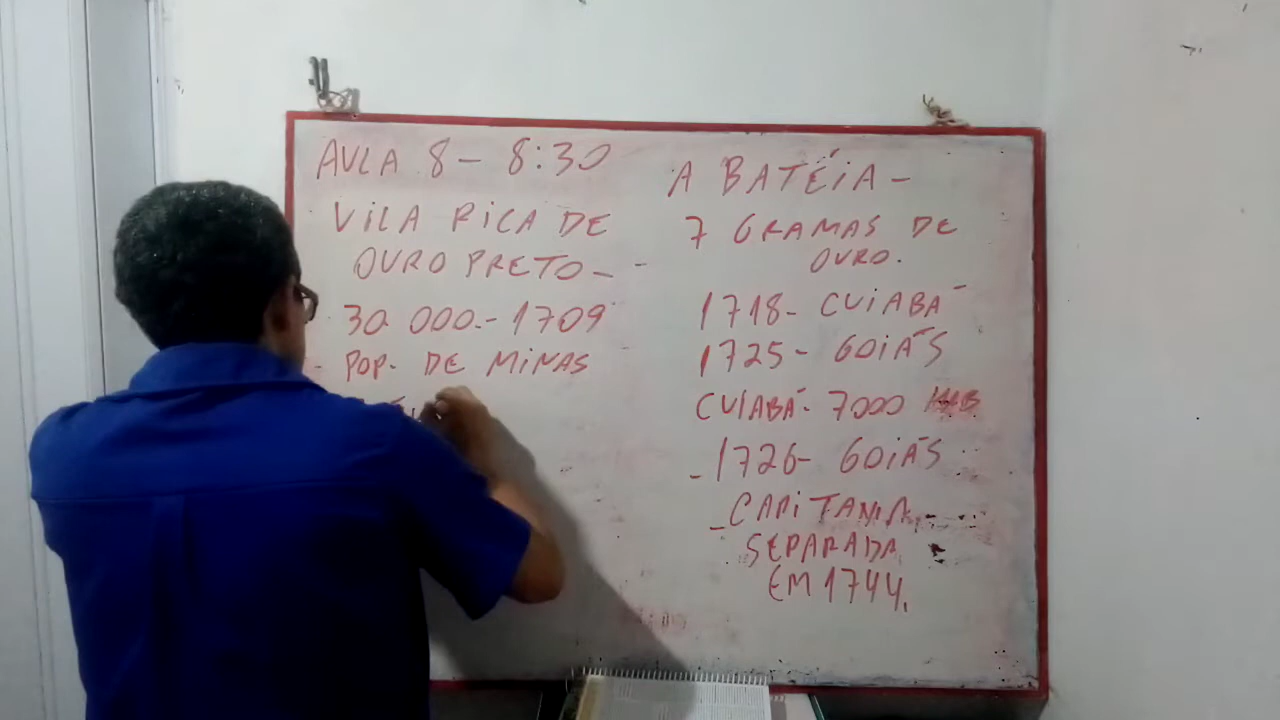 AULA 8 - 8:30
VILA RICA DE
OURO PRETO -
30.000.- 1709
- POP. DE MINAS
A BATÉIA -
7 GRAMAS DE
OURO.
1718- CUIABÁ
1725- GOIÁS
CUIABÁ- 7000 HAB
- 1726- GOIÁS
- CAPITANIA
SEPARADA
EM 1744.